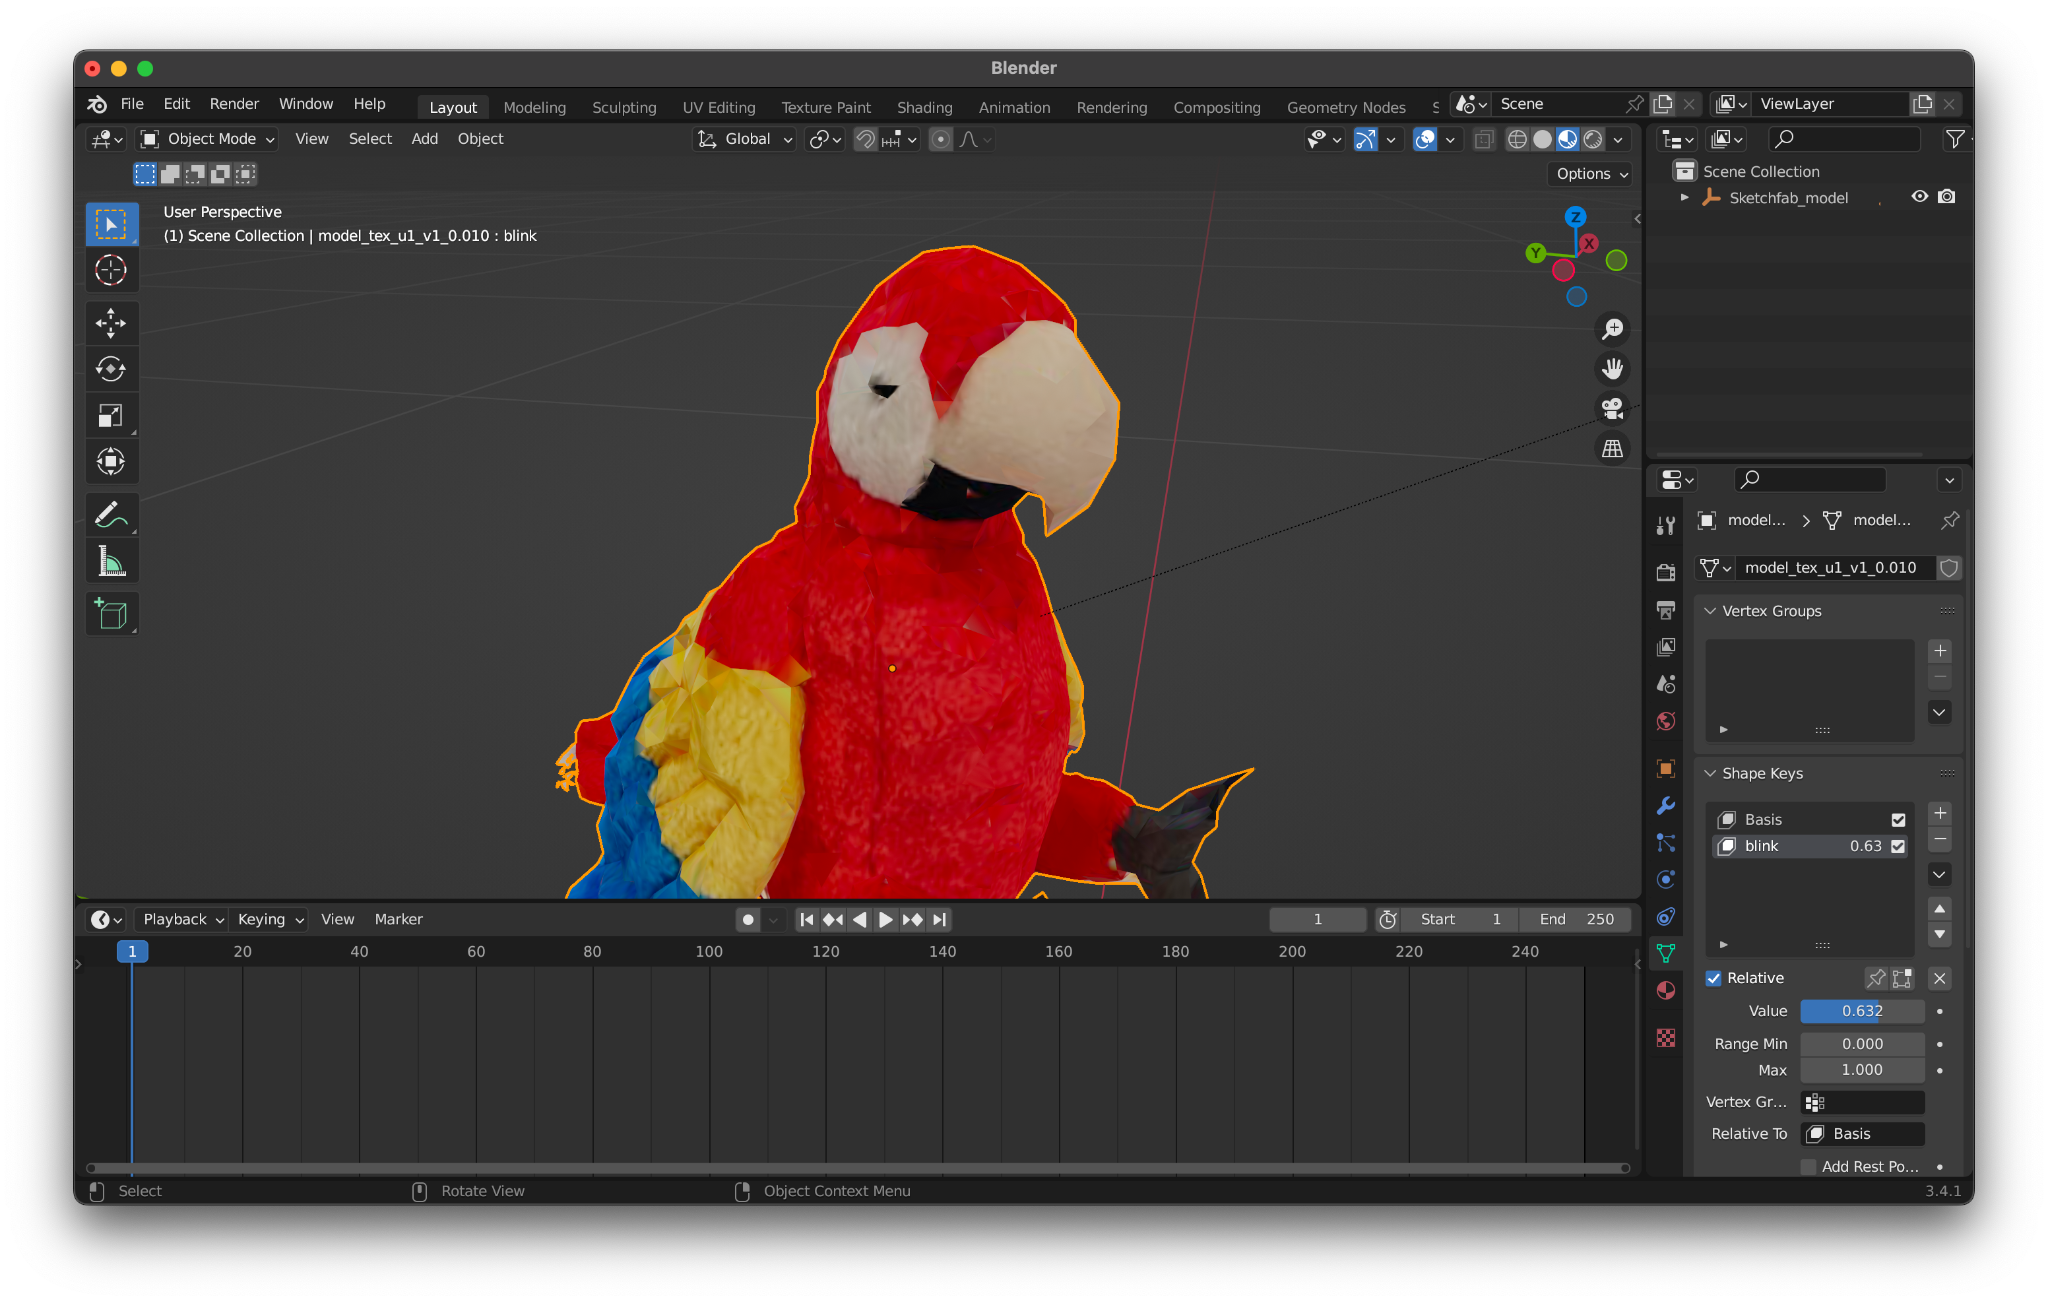 Blender
File Edit Render Window Help Layout Modeling Sculpting UV Editing Texture Paint Shading Animation Rendering Compositing Geometry Nodes S Scene ViewLayer
Object Mode View Select Add Object Global
Options
User Perspective
(1) Scene Collection | model_tex_u1_v1_0.010 : blink
Z
X
Y
Scene Collection
Sketchfab_model
model... model...
model_tex_u1_v1_0.010
Vertex Groups
Shape Keys
Basis
blink 0.63
Relative
Value 0.632
Range Min 0.000
Max 1.000
Vertex Gr...
Relative To Basis
Add Rest Po...
Playback Keying View Marker 1 Start 1 End 250
1 20 40 60 80 100 120 140 160 180 200 220 240
Select Rotate View Object Context Menu 3.4.1